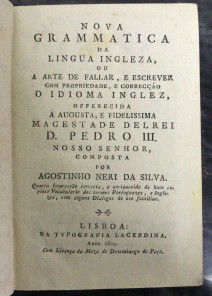 NOVA
GRAMMATICA
DA
LINGUA INGLEZA,
OU
A ARTE DE FALLAR, E ESCREVER
COM PROPRIEDADE, E CORRECÇÃO
O IDIOMA INGLEZ,
OFFERECIDA
A AUGUSTA, E FIDELISSIMA
MAGESTADE DELREI
D. PEDRO III.
NOSSO SENHOR,
COMPOSTA
POR
AGOSTINHO NERI DA SILVA.
Quarta Impressão correcta, e enriquecida de hum co-
pioso Vocabulario dos termos Portuguezes, e Ingle-
zes, com alguns Dialogos de uso familiar.
LISBOA:
NA TYPOGRAFIA LACERDINA.
Anno
Com Licença da Meza do Desembargo do Paço.